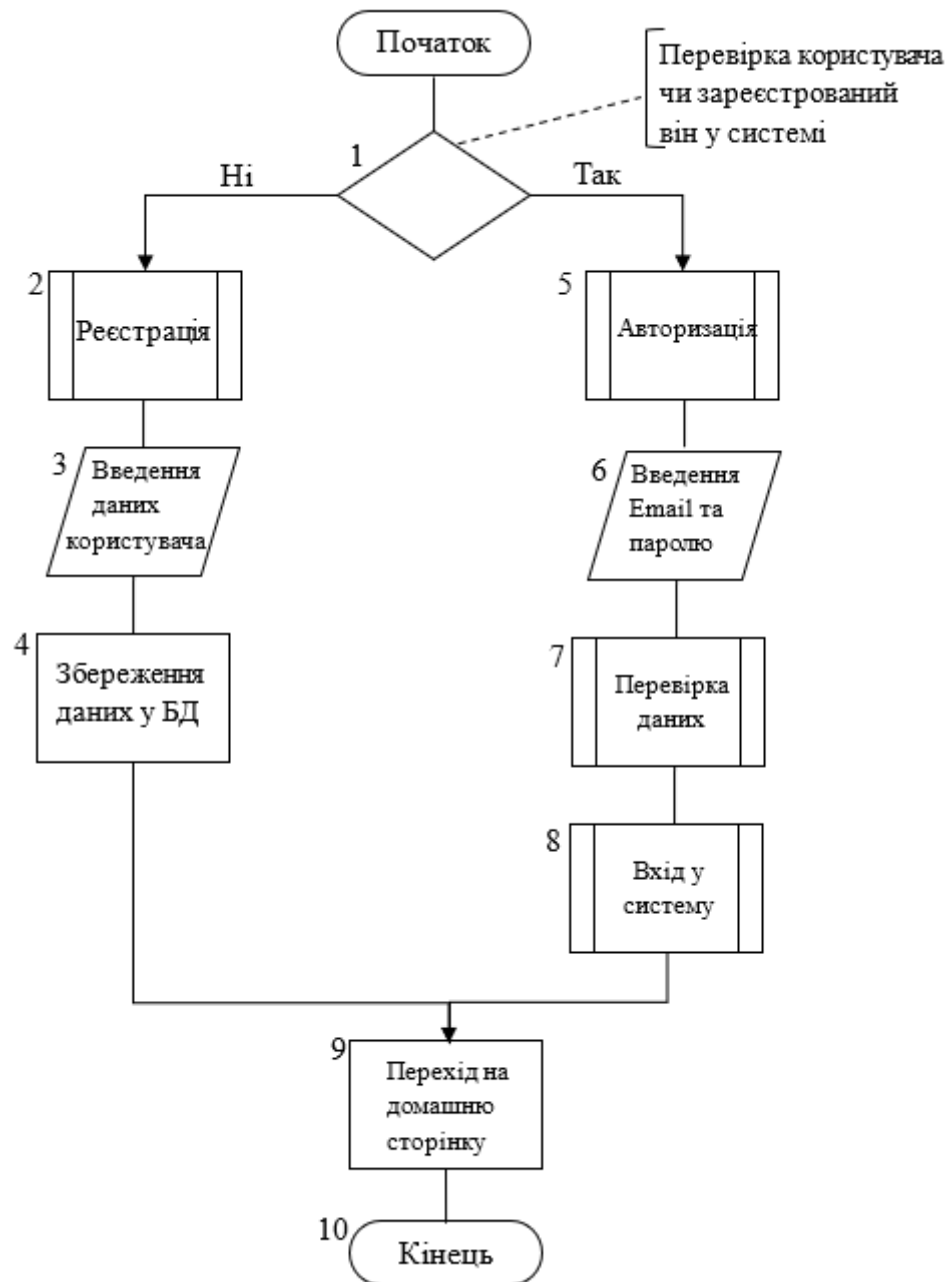 Початок
Перевірка користувача
чи зареєстрований
він у системі
1
Ні
Так
2
Реєстрація
3
Введення
даних
користувача
4
Збереження
даних у БД
5
Авторизація
6
Введення
Email та
паролю
7
Перевірка
даних
8
Вхід у
систему
9
Перехід на
домашню
сторінку
10
Кінець